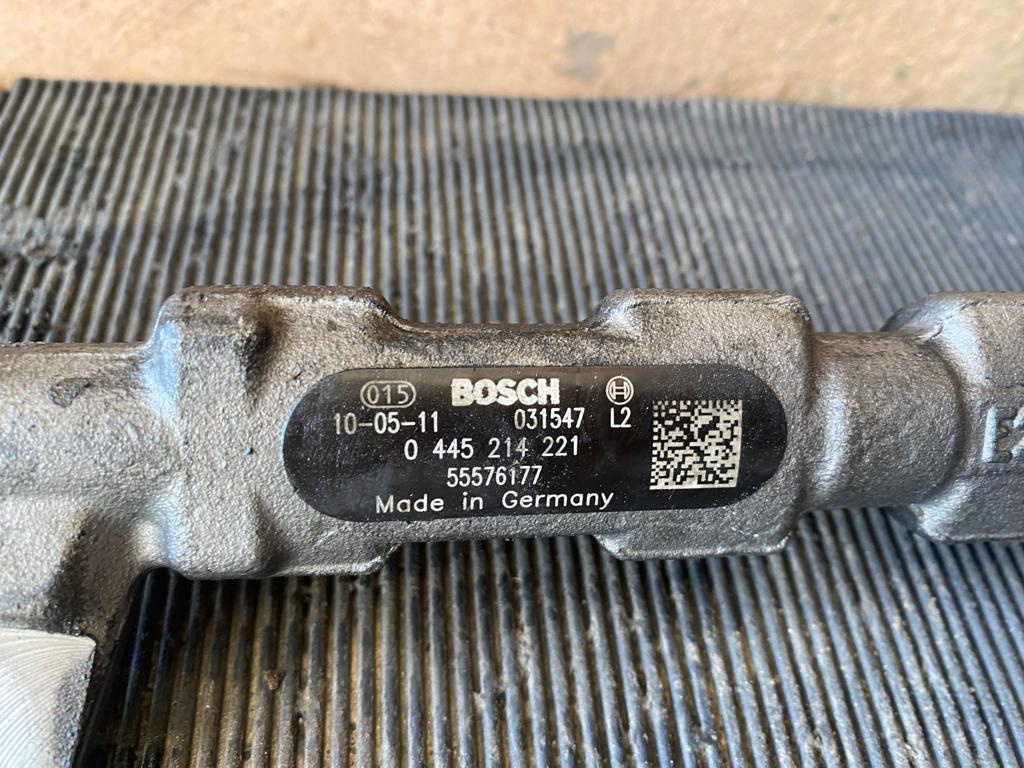 015 BOSCH
10-05-11 031547 L2
0 445 214 221
55576177
Made in Germany